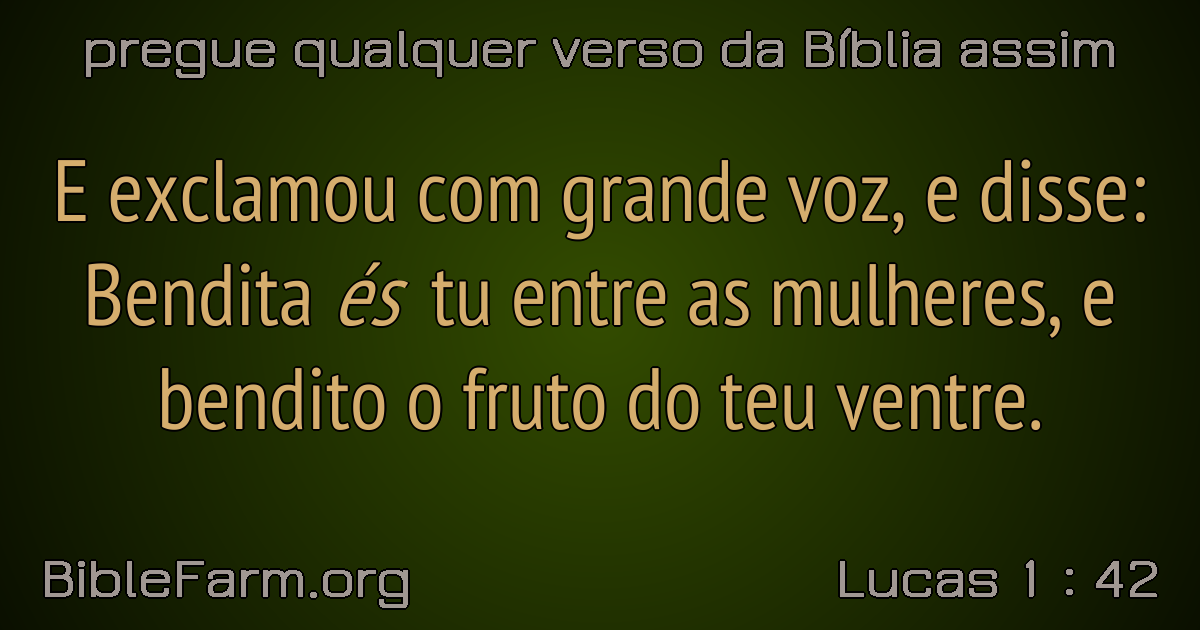 pregue qualquer verso da Bíblia assim
E exclamou com grande voz, e disse:
Bendita és tu entre as mulheres, e
bendito o fruto do teu ventre.
BibleFarm.org
Lucas 1 : 42